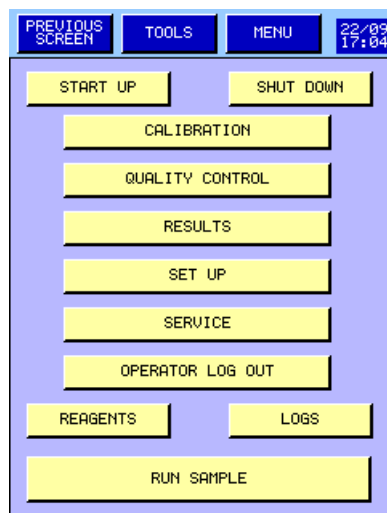 PREVIOUS
SCREEN
TOOLS
MENU
22/09
17:04
START UP
SHUT DOWN
CALIBRATION
QUALITY CONTROL
RESULTS
SET UP
SERVICE
OPERATOR LOG OUT
REAGENTS
LOGS
RUN SAMPLE